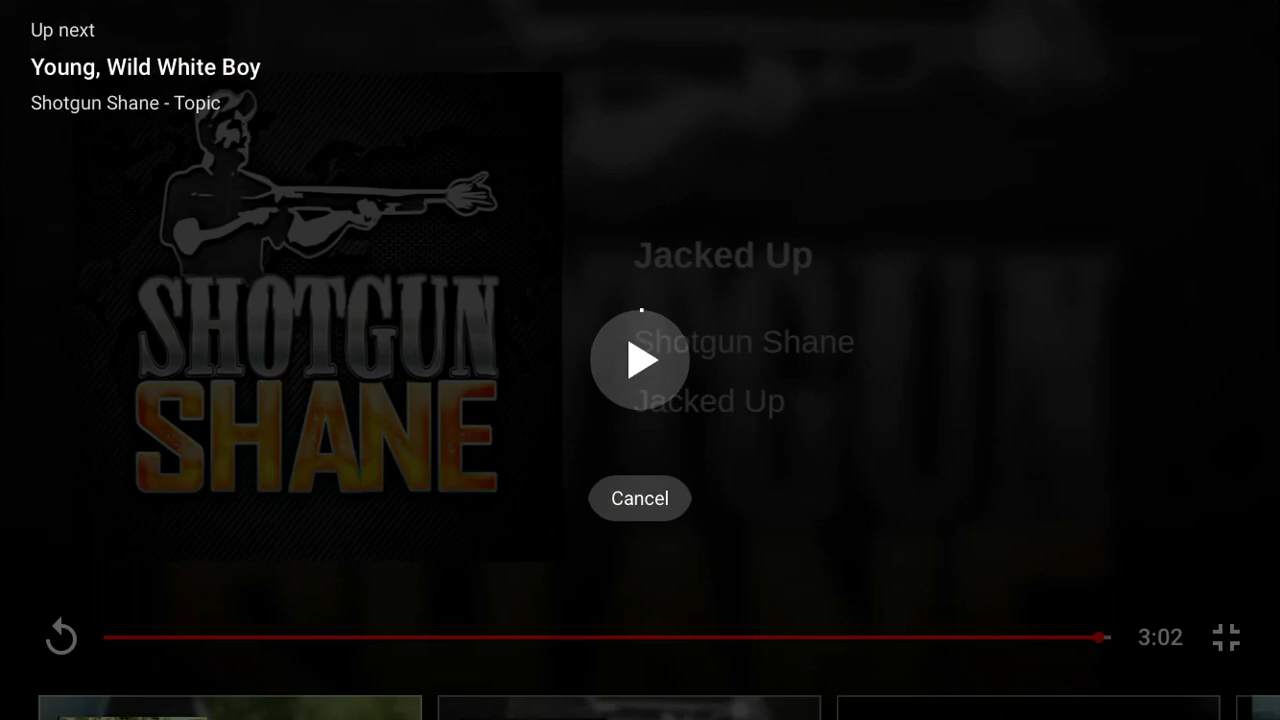 Up next
Young, Wild White Boy
Shotgun Shane - Topic
SHOTGUN
SHANE
Jacked Up
Shotgun Shane
Jacked Up
Cancel
3:02